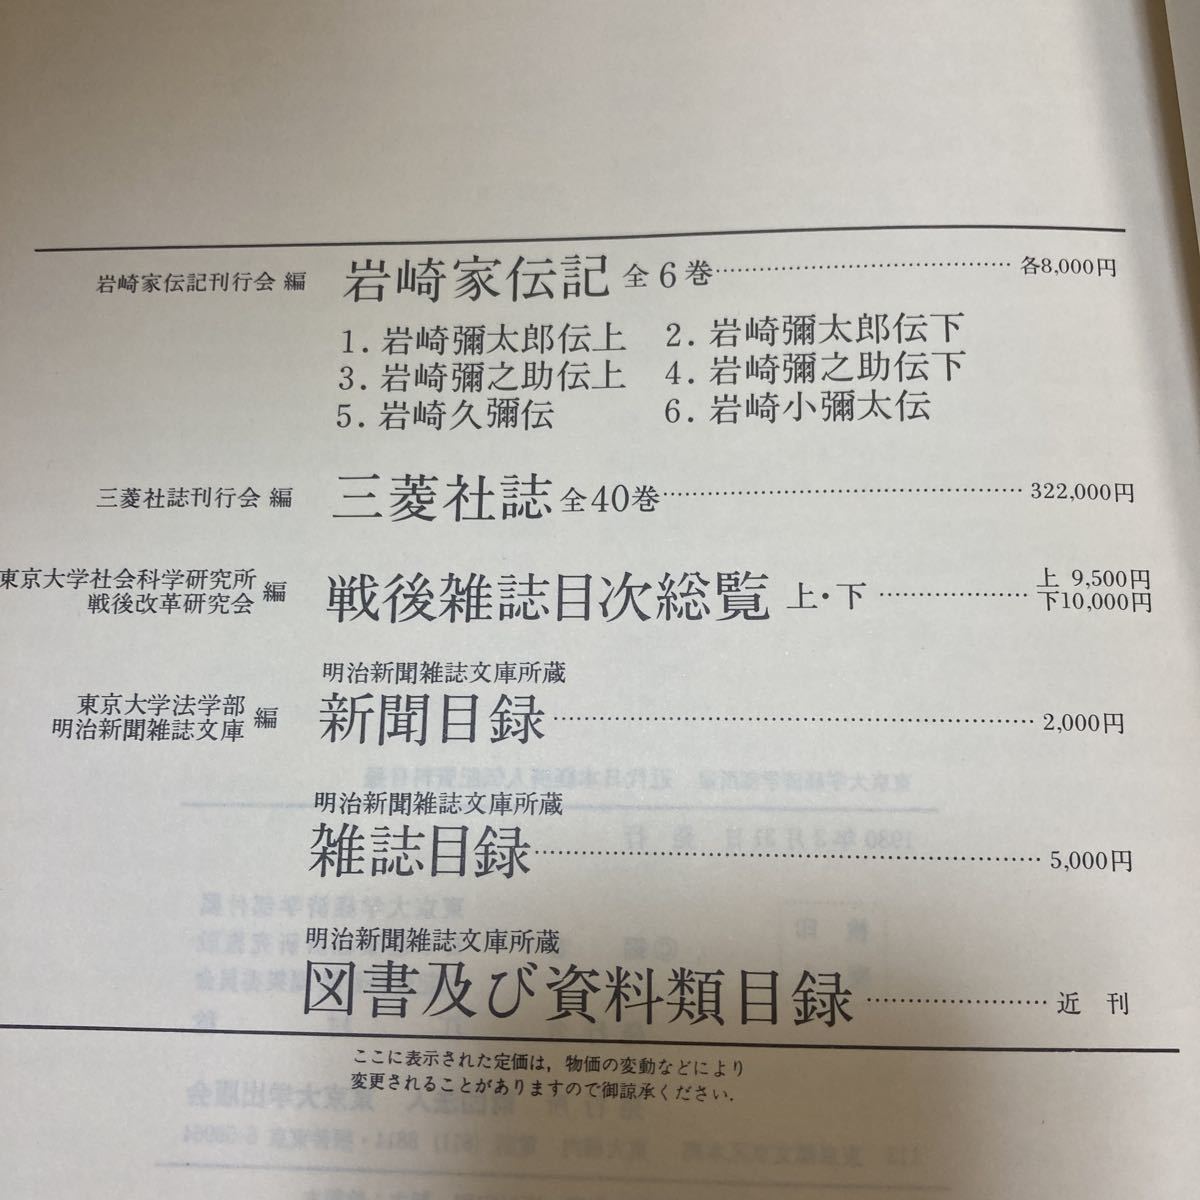 岩崎家伝記刊行会 編 岩崎家伝記 全6巻 各8,000円
1. 岩崎彌太郎伝上 2. 岩崎彌太郎伝下
3. 岩崎彌之助伝上 4. 岩崎彌之助伝下
5. 岩崎久彌伝 6. 岩崎小彌太伝
三菱社誌刊行会 編 三菱社誌 全40巻 322,000円
東京大学社会科学研究所
戦後改革研究会 編 戦後雑誌目次総覧 上・下 上 9,500円
下10,000円
明治新聞雑誌文庫所蔵
東京大学法学部
明治新聞雑誌文庫 編 新聞目録 2,000円
明治新聞雑誌文庫所蔵
雑誌目録 5,000円
明治新聞雑誌文庫所蔵
図書及び資料類目録 近刊
ここに表示された定価は，物価の変動などにより
変更されることがありますので御諒承ください．